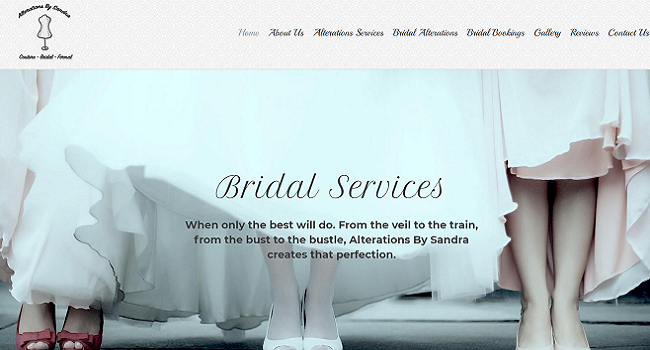 Alterations By Sandra
Couture - Bridal - Formal
Home About Us Alterations Services Bridal Alterations Bridal Bookings Gallery Reviews Contact Us
Bridal Services
When only the best will do. From the veil to the train,
from the bust to the bustle, Alterations By Sandra
creates that perfection.